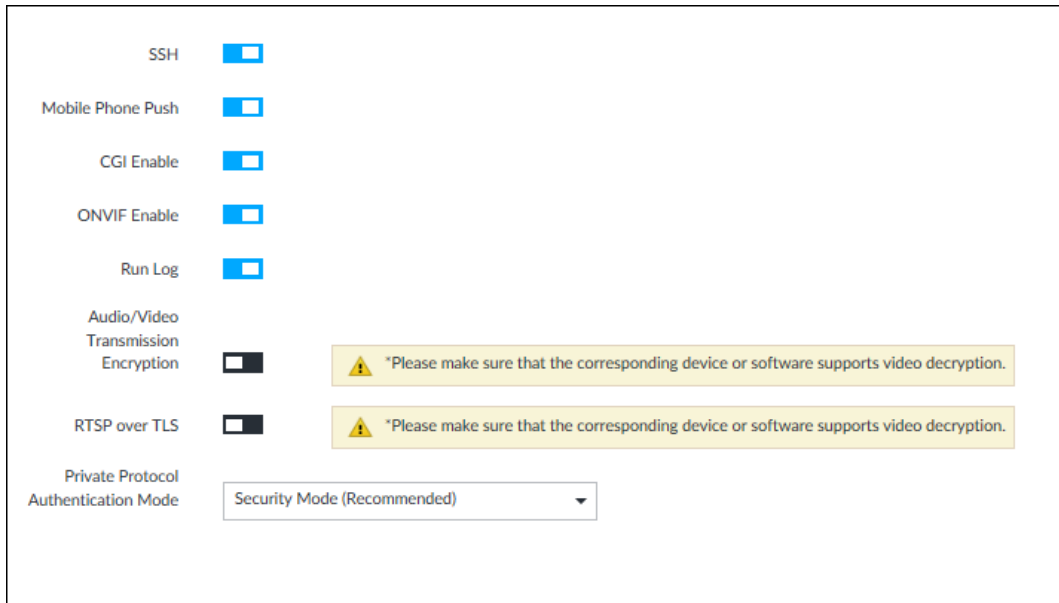 SSH
Mobile Phone Push
CGI Enable
ONVIF Enable
Run Log
Audio/Video
Transmission
Encryption
*Please make sure that the corresponding device or software supports video decryption.
RTSP over TLS
*Please make sure that the corresponding device or software supports video decryption.
Private Protocol
Authentication Mode
Security Mode (Recommended)